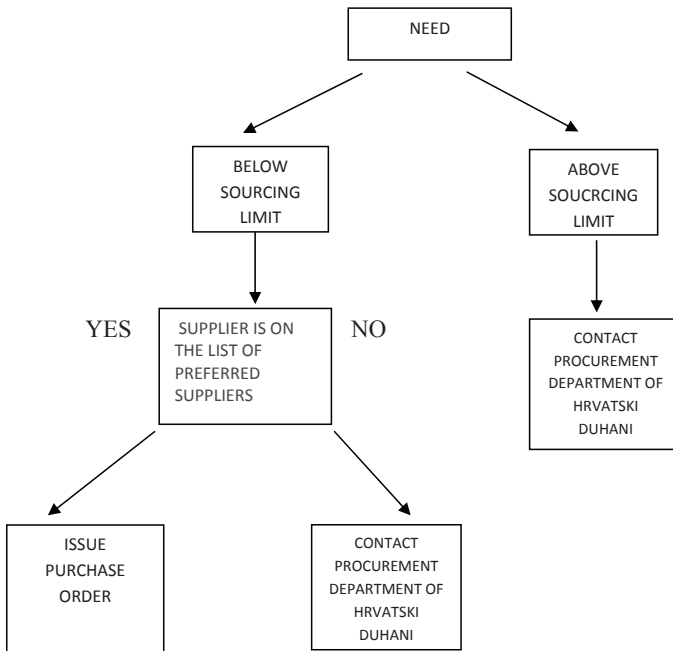 NEED
BELOW
SOURCING
LIMIT
ABOVE
SOUCRCING
LIMIT
YES
SUPPLIER IS ON
THE LIST OF
PREFERRED
SUPPLIERS
NO
CONTACT
PROCUREMENT
DEPARTMENT OF
HRVATSKI
DUHANI
ISSUE
PURCHASE
ORDER
CONTACT
PROCUREMENT
DEPARTMENT OF
HRVATSKI
DUHANI